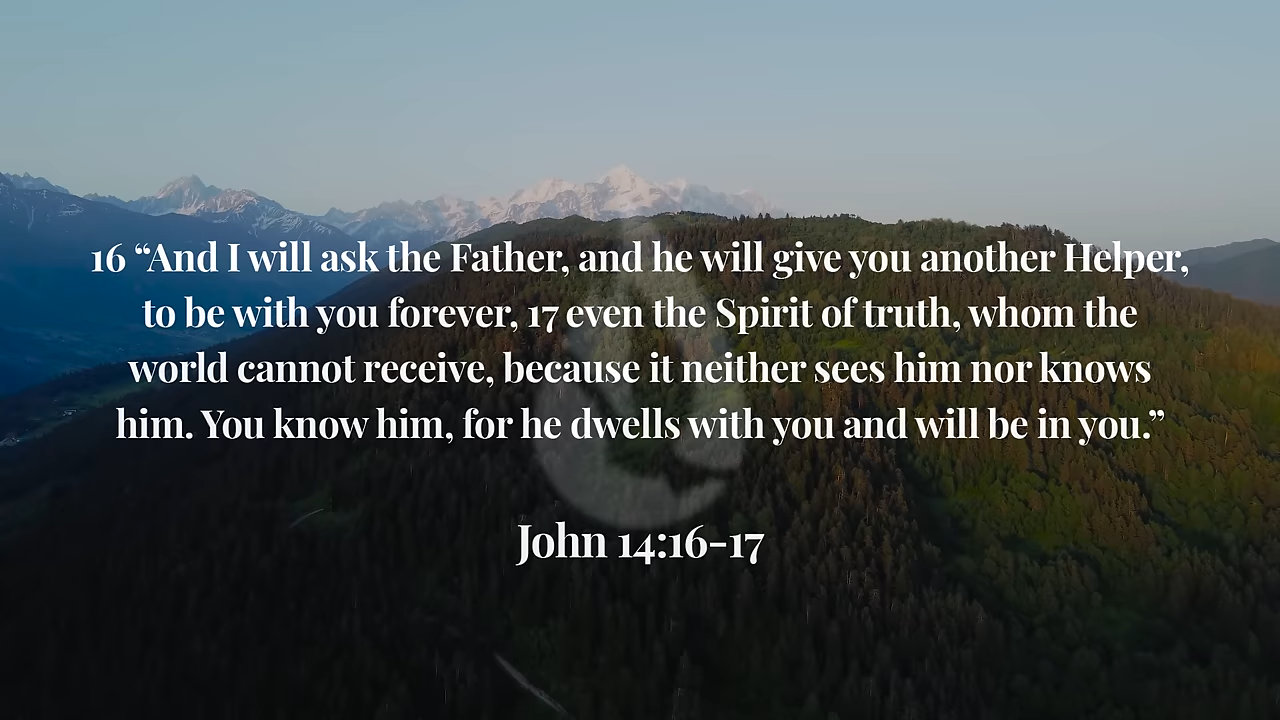 16 “And I will ask the Father, and he will give you another Helper,
to be with you forever, 17 even the Spirit of truth, whom the
world cannot receive, because it neither sees him nor knows
him. You know him, for he dwells with you and will be in you.”
John 14:16-17